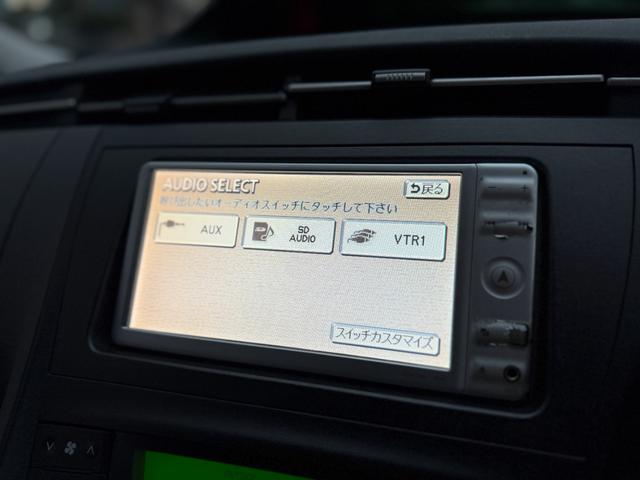 AUDIO SELECT
戻る
呼び出したいオーディオスイッチにタッチして下さい
AUX
SD AUDIO
VTR1
スイッチカスタマイズ